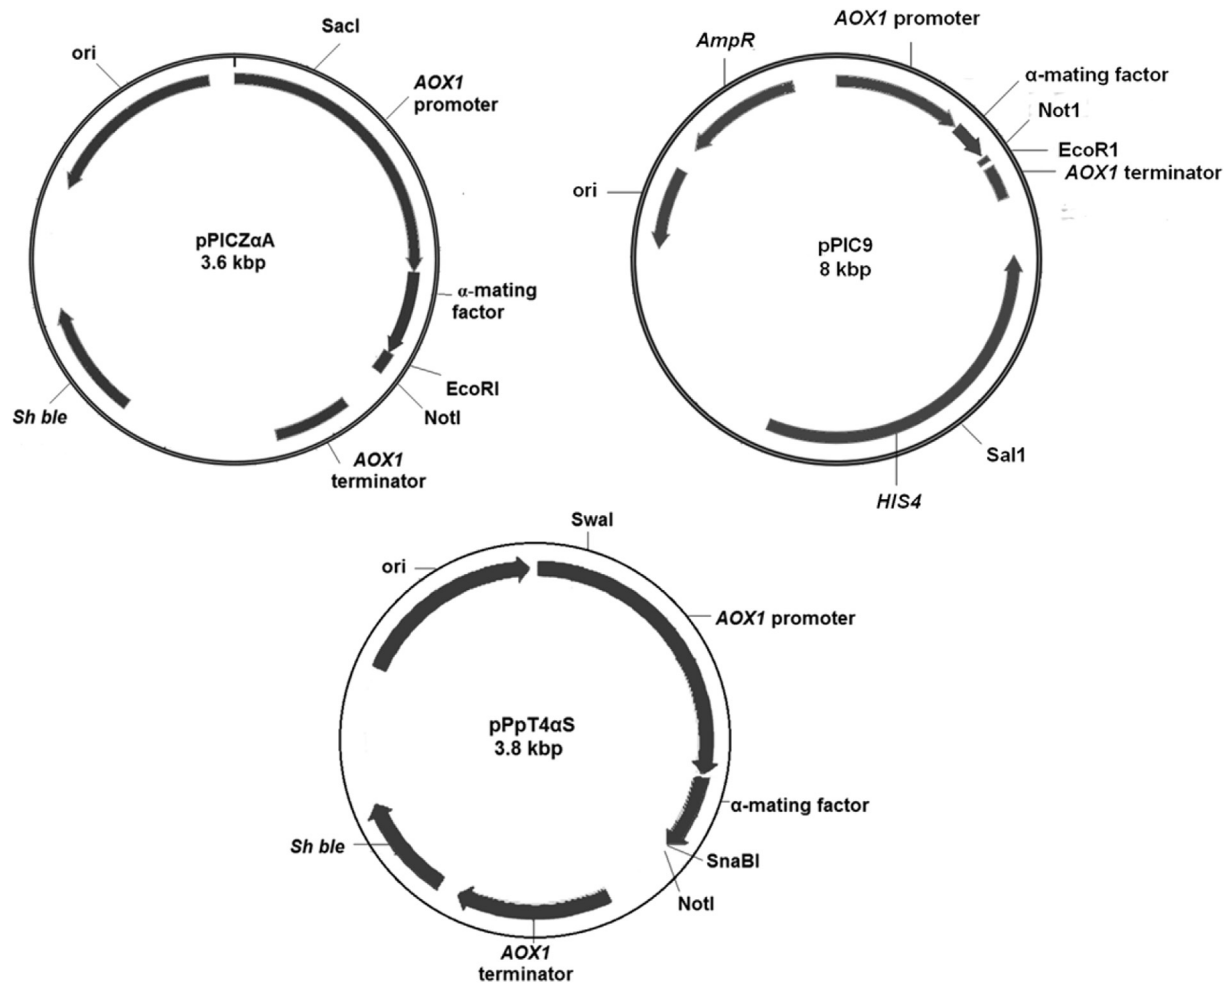 SacI
ori
AOX1
promoter
pPICZαA
3.6 kbp
α-mating
factor
EcoRI
NotI
Sh ble
AOX1
terminator
AOX1 promoter
AmpR
α-mating factor
Not1
EcoR1
AOX1 terminator
ori
pPIC9
8 kbp
Sal1
HIS4
SwaI
ori
AOX1 promoter
pPpT4αS
3.8 kbp
α-mating factor
Sh ble
SnaBI
NotI
AOX1
terminator